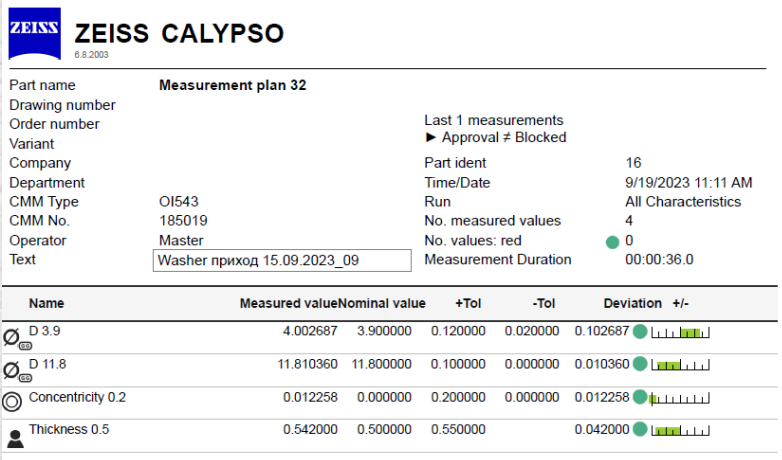 ZEISS
ZEISS CALYPSO
6.8.2003
Part name Measurement plan 32
Drawing number
Order number
Variant
Company
Department
CMM Type OI543
CMM No. 185019
Operator Master
Text Washer приход 15.09.2023_09
Last 1 measurements
► Approval ≠ Blocked
Part ident 16
Time/Date 9/19/2023 11:11 AM
Run All Characteristics
No. measured values 4
No. values: red 0
Measurement Duration 00:00:36.0
Name Measured value Nominal value +Tol -Tol Deviation +/-
D 3.9 4.002687 3.900000 0.120000 0.020000 0.102687
GG
D 11.8 11.810360 11.800000 0.100000 0.000000 0.010360
GG
Concentricity 0.2 0.012258 0.000000 0.200000 0.000000 0.012258
Thickness 0.5 0.542000 0.500000 0.550000 0.042000